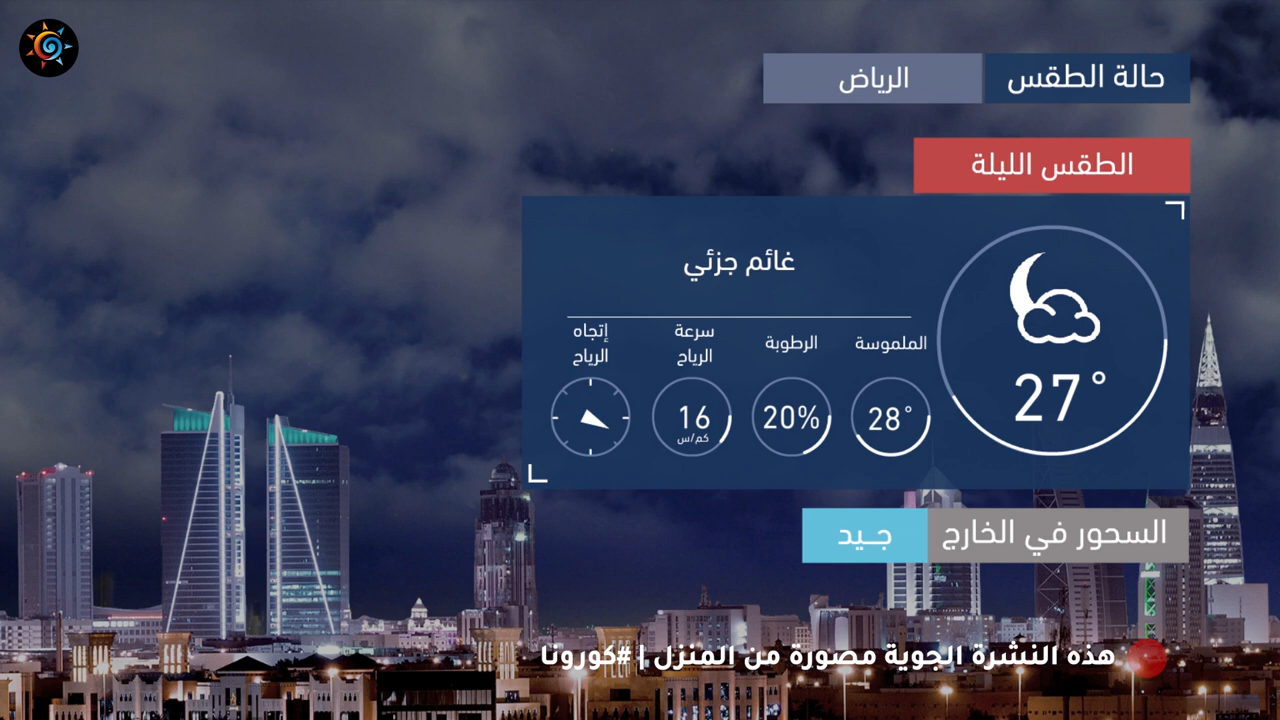 حالة الطقس
الرياض
الطقس الليلة
27°
غائم جزئي
الملموسة
28°
الرطوبة
20%
سرعة
الرياح
16
كم/س
إتجاه
الرياح
السحور في الخارج
جـيـد
هذه النشرة الجوية مصورة من المنزل | #كورونا